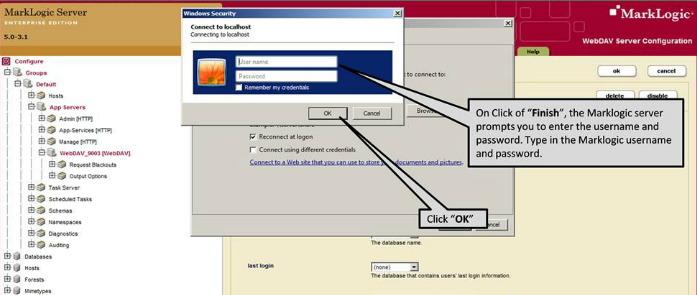 MarkLogic Server
ENTERPRISE EDITION
5.0-3.1
MarkLogic
WebDAV Server Configuration
Help
Configure
Groups
Default
Hosts
App Servers
Admin [HTTP]
App-Services [HTTP]
Manage [HTTP]
WebDAV_9003 [WebDAV]
Request Blackouts
Output Options
Task Server
Scheduled Tasks
Schemas
Namespaces
Diagnostics
Auditing
Databases
Hosts
Forests
Mimetypes
Windows Security
Connect to localhost
Connecting to localhost
User name
Password
Remember my credentials
OK
Cancel
to connect to:
Reconnect at logon
Connect using different credentials
Connect to a Web site that you can use to store your documents and pictures.
ok
cancel
delete
disable
On Click of "Finish", the Marklogic server
prompts you to enter the username and
password. Type in the Marklogic username
and password.
Click "OK"
The database name.
last login
(none)
The database that contains users' last login information.